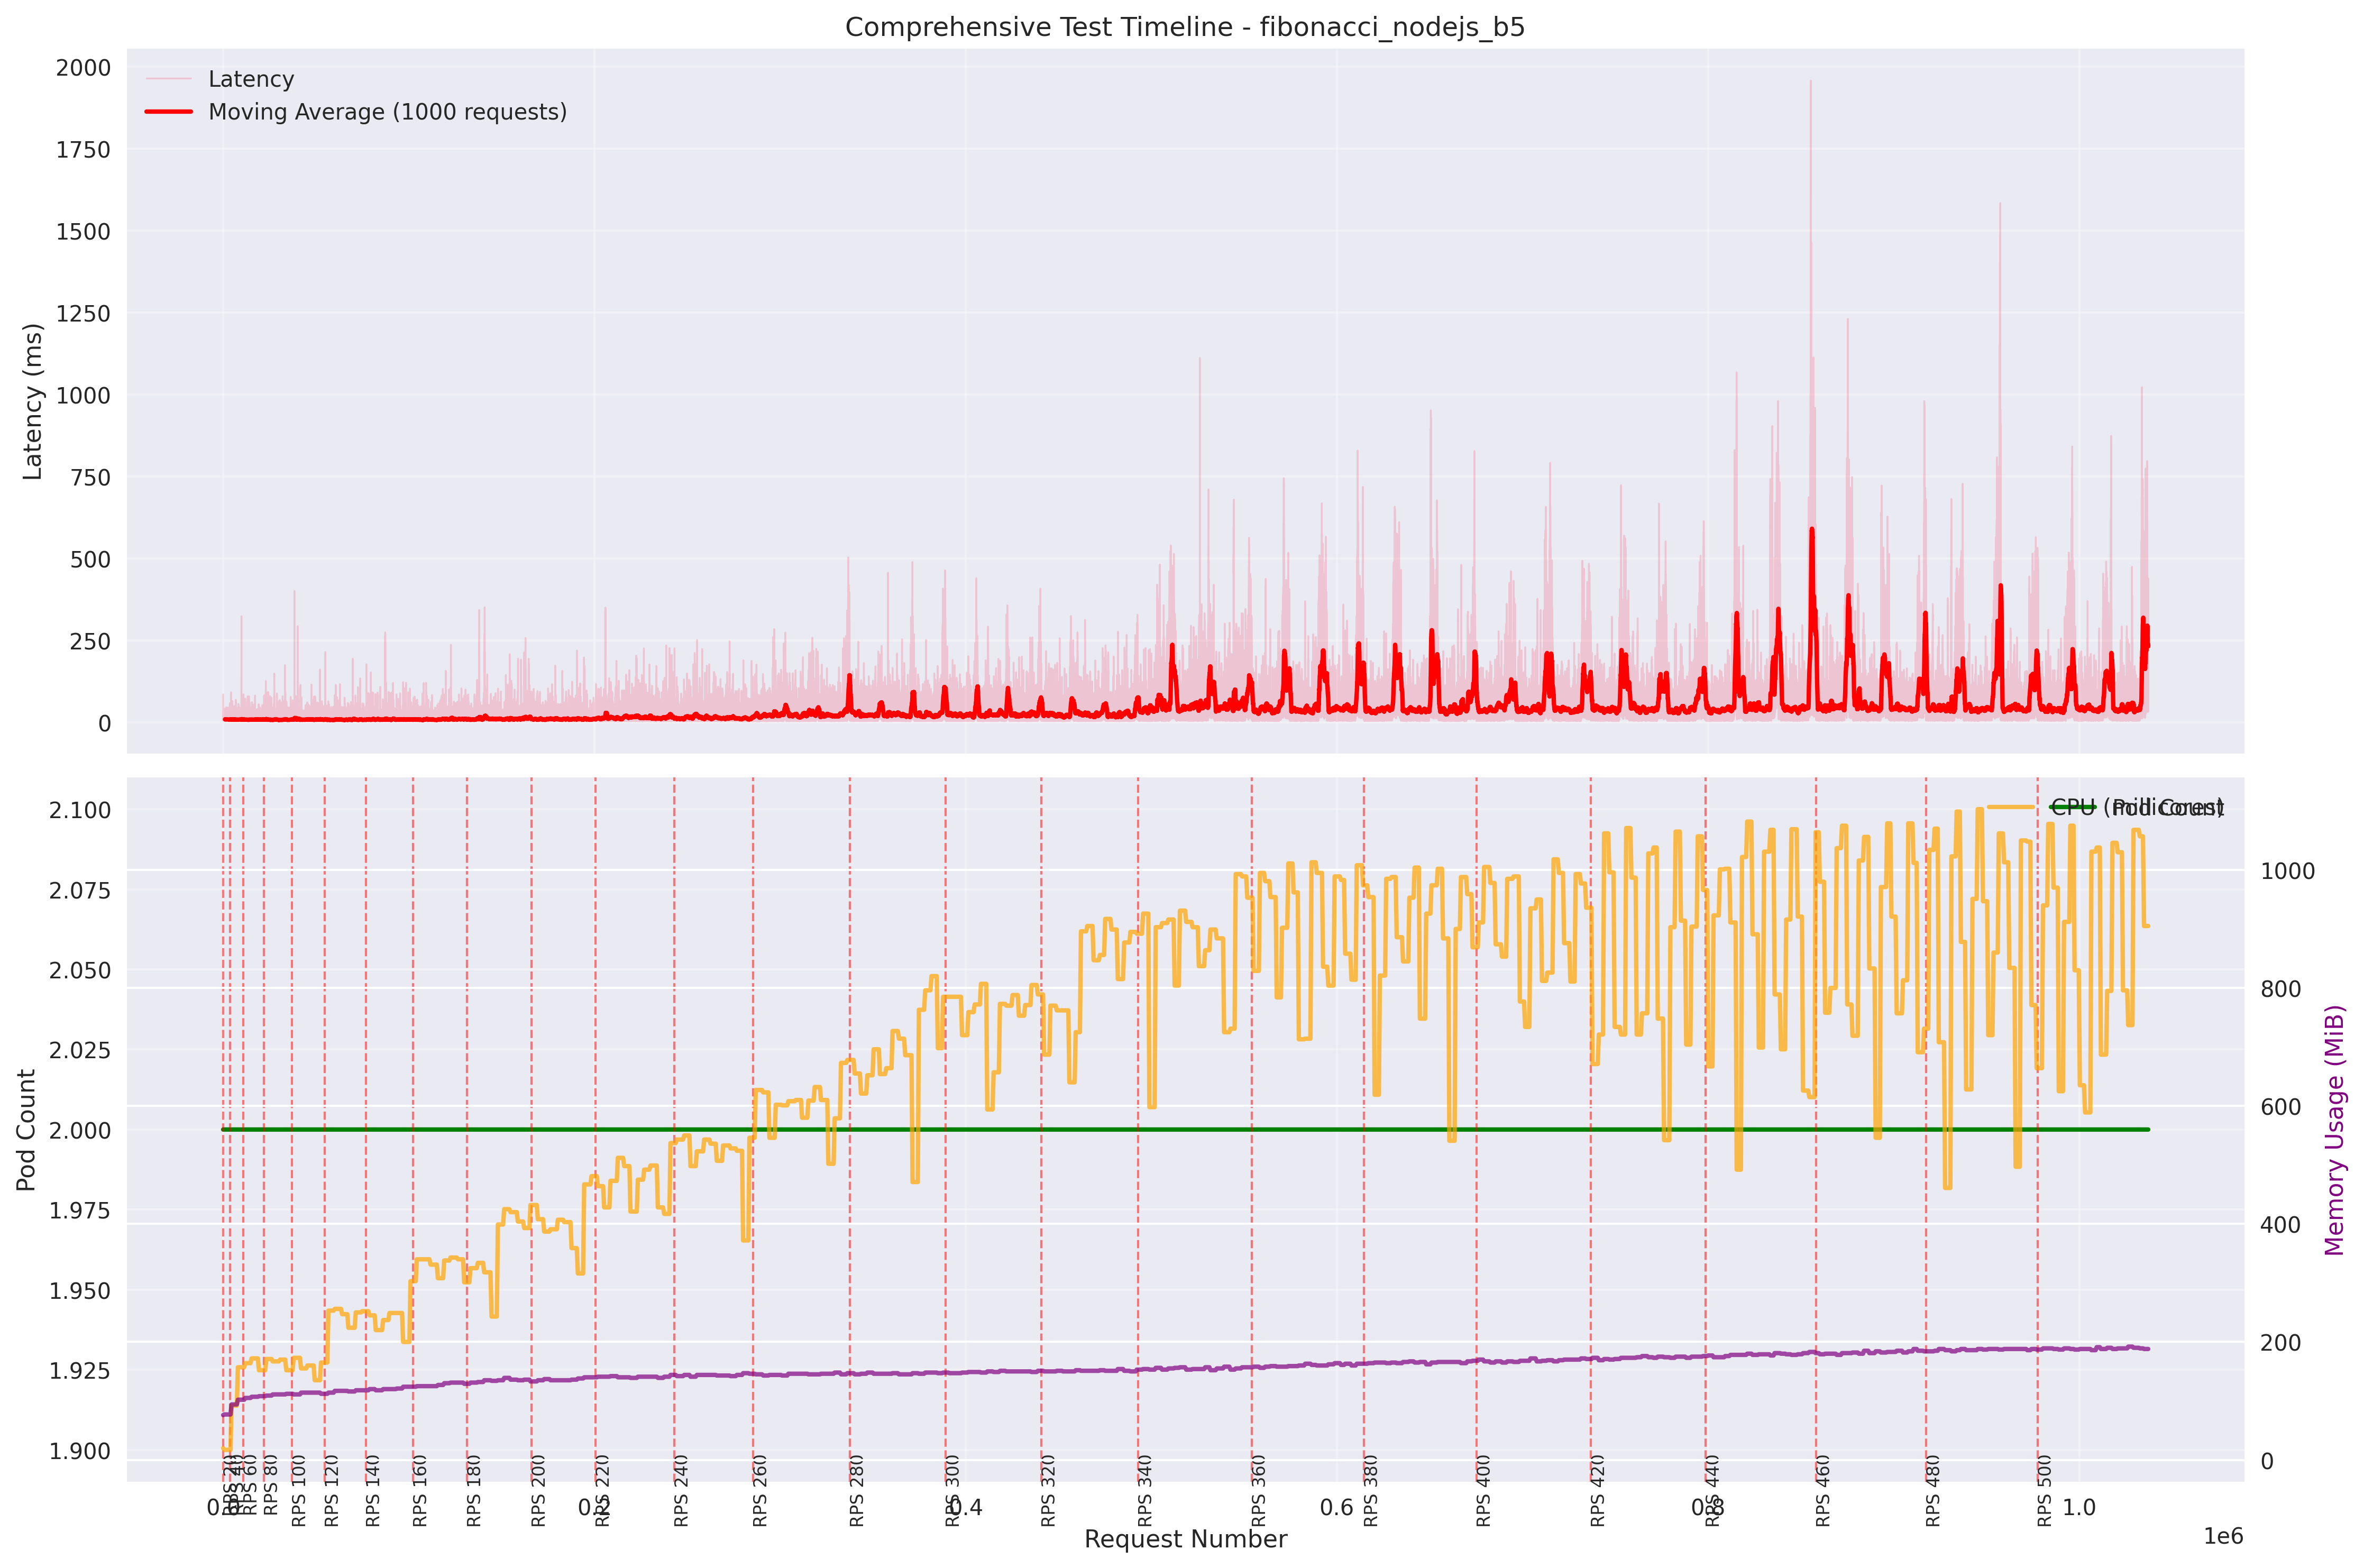 Comprehensive Test Timeline - fibonacci_nodejs_b5
Latency
Moving Average (1000 requests)
Latency (ms)
2000
1750
1500
1250
1000
750
500
250
0
CPU (millicores)
Pod Count
Pod Count
2.100
2.075
2.050
2.025
2.000
1.975
1.950
1.925
1.900
1000
800
600
400
200
0
Memory Usage (MiB)
RPS 20
RPS 40
RPS 60
RPS 80
RPS 100
RPS 120
RPS 140
RPS 160
RPS 180
RPS 200
RPS 220
RPS 240
RPS 260
RPS 280
RPS 300
RPS 320
RPS 340
RPS 360
RPS 380
RPS 400
RPS 420
RPS 440
RPS 460
RPS 480
RPS 500
0.0
0.2
0.4
0.6
0.8
1.0
Request Number
1e6